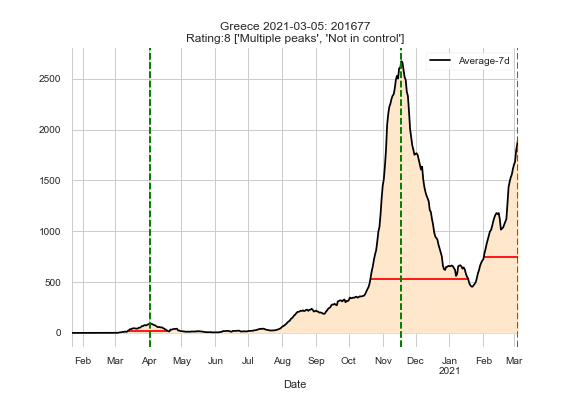 Greece 2021-03-05: 201677
Rating:8 ['Multiple peaks', 'Not in control']
Average-7d
2500
2000
1500
1000
500
0
Feb Mar Apr May Jun Jul Aug Sep Oct Nov Dec Jan Feb Mar
2021
Date